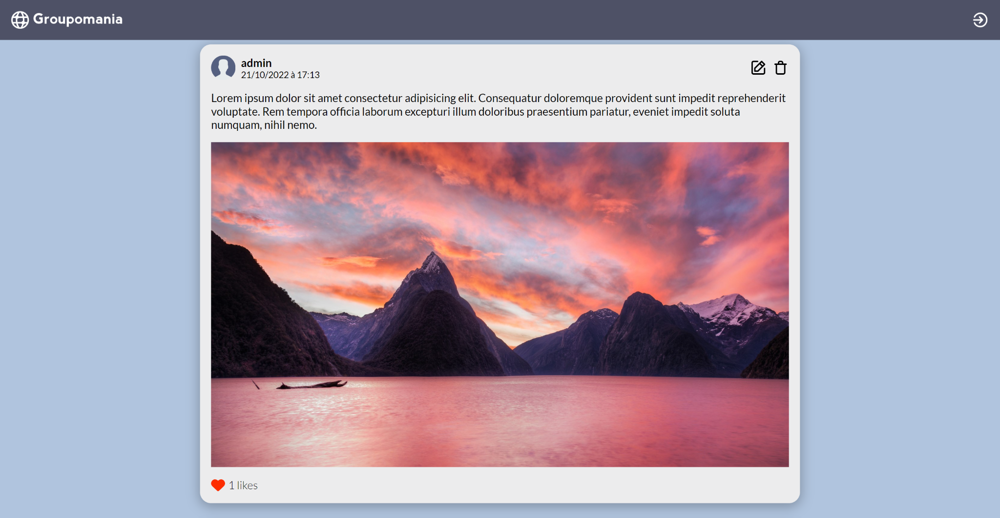 Groupomania
admin
21/10/2022 à 17:13
Lorem ipsum dolor sit amet consectetur adipisicing elit. Consequatur doloremque provident sunt impedit reprehenderit
voluptate. Rem tempora officia laborum excepturi illum doloribus praesentium pariatur, eveniet impedit soluta
numquam, nihil nemo.
1 likes